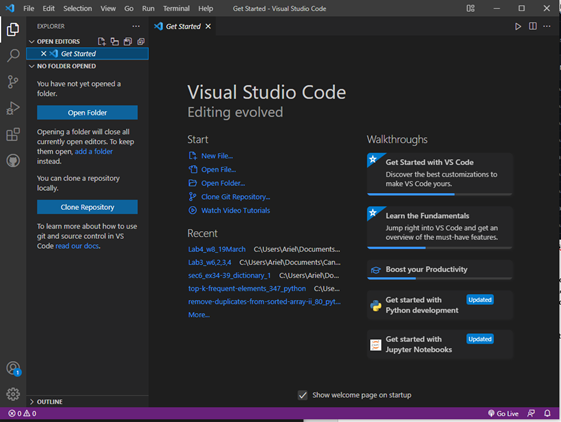 File Edit Selection View Go Run Terminal Help
Get Started - Visual Studio Code
EXPLORER
OPEN EDITORS
Get Started
NO FOLDER OPENED
You have not yet opened a
folder.
Open Folder
Opening a folder will close all
currently open editors. To keep
them open, add a folder
instead.
You can clone a repository
locally.
Clone Repository
To learn more about how to use
git and source control in VS
Code read our docs.
OUTLINE
1
Get Started
Visual Studio Code
Editing evolved
Start
New File...
Open File...
Open Folder...
Clone Git Repository...
Watch Video Tutorials
Recent
Lab4_w8_19March C:\Users\Ariel\Documents...
Lab3_w6,2,3,4 C:\Users\Ariel\Documents\Can...
sec6_ex34-39_dictionary_1 C:\Users\Ariel\Do...
top-k-frequent-elements_347_python C:\Use...
remove-duplicates-from-sorted-array-ii_80_pyt...
More...
Walkthroughs
Get Started with VS Code
Discover the best customizations to
make VS Code yours.
Learn the Fundamentals
Jump right into VS Code and get an
overview of the must-have features.
Boost your Productivity
Get started with Updated
Python development
Get started with Updated
Jupyter Notebooks
Show welcome page on startup
0 0
Go Live